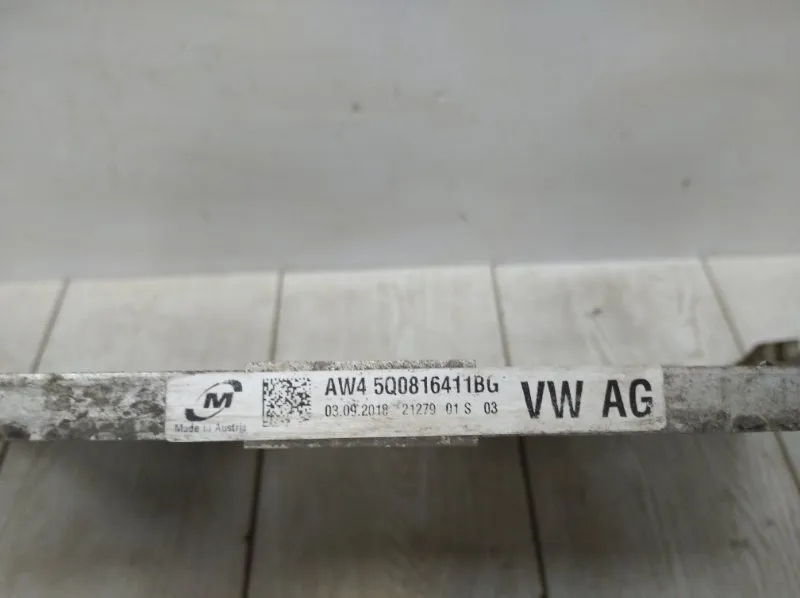 M
Made in Austria
AW4 5Q0816411BG
03.09.2018 21279 01 S 03
VW AG